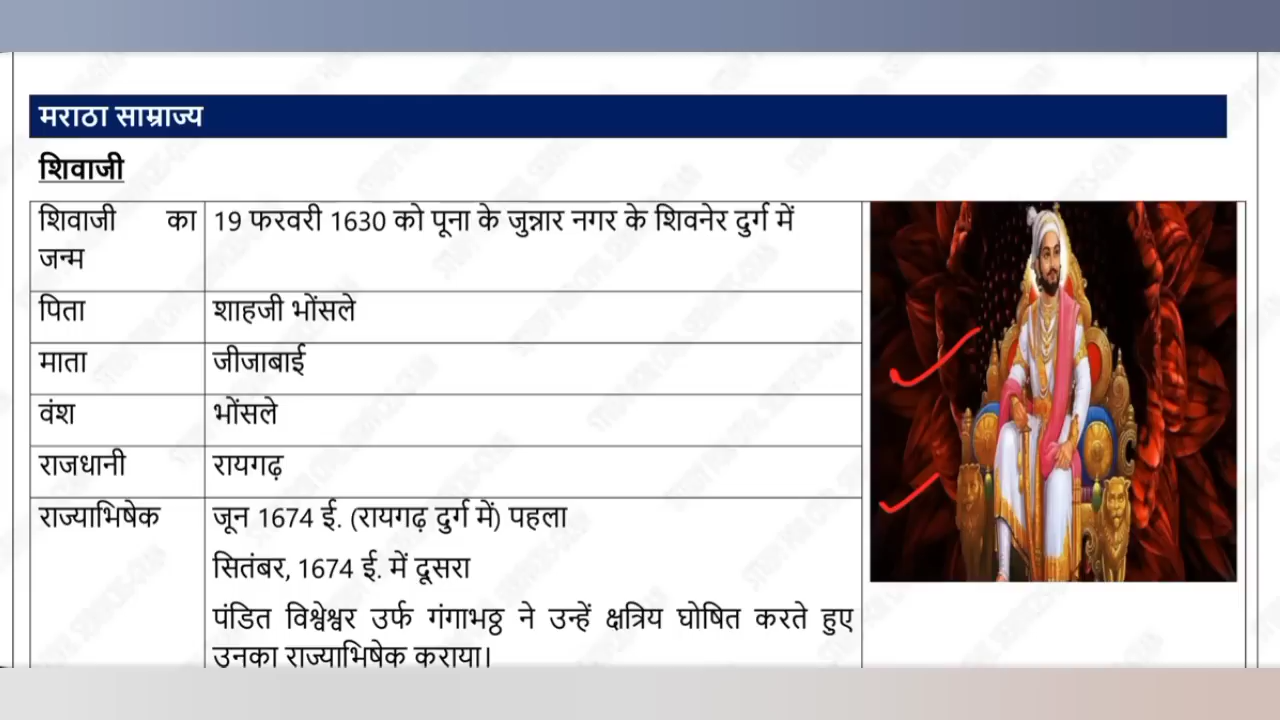 मराठा साम्राज्य
शिवाजी
शिवाजी का 19 फरवरी 1630 को पूना के जुन्नार नगर के शिवनेर दुर्ग में
जन्म
पिता शाहजी भोंसले
माता जीजाबाई
वंश भोंसले
राजधानी रायगढ़
राज्याभिषेक जून 1674 ई. (रायगढ़ दुर्ग में) पहला
सितंबर, 1674 ई. में दूसरा
पंडित विश्वेश्वर उर्फ गंगाभठ्ठ ने उन्हें क्षत्रिय घोषित करते हुए
उनका राज्याभिषेक कराया।